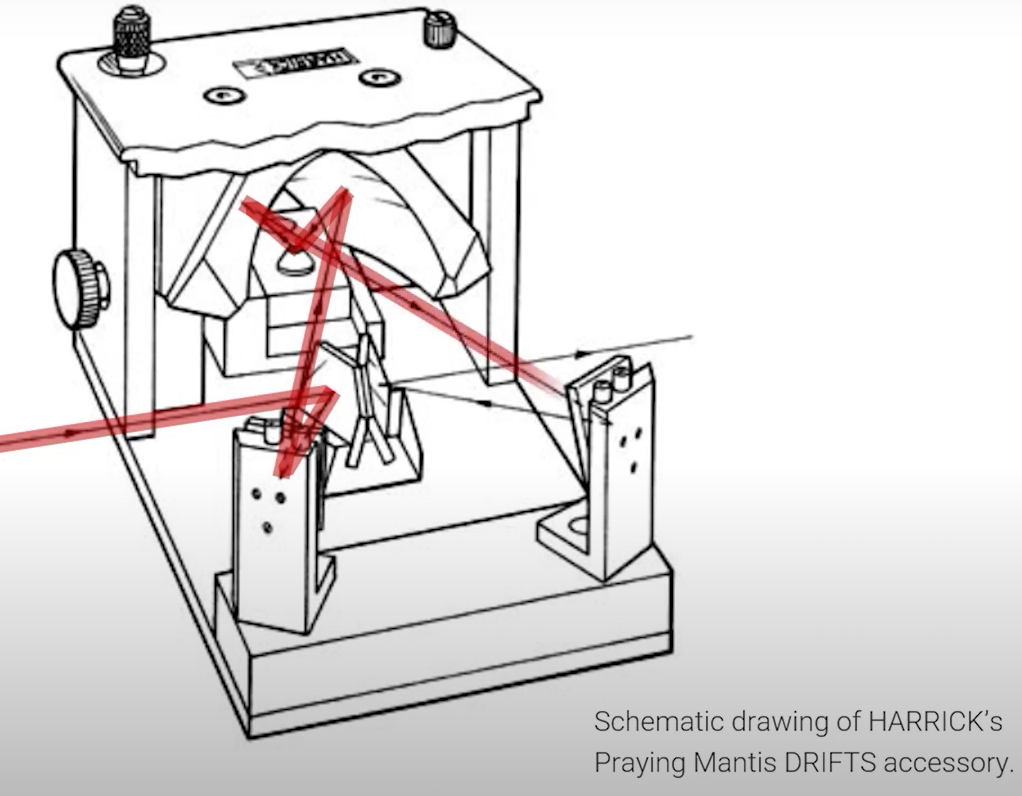 Schematic drawing of HARRICK's
Praying Mantis DRIFTS accessory.